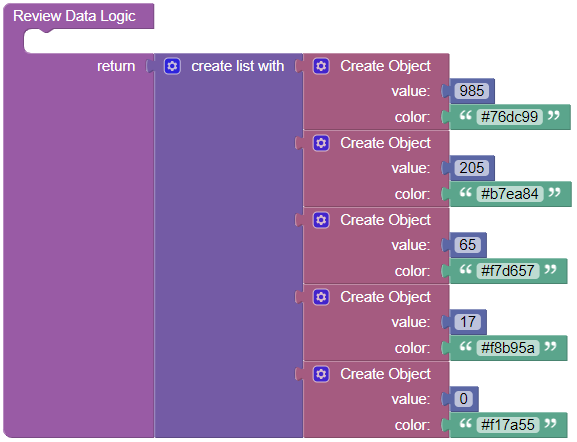 Review Data Logic
return create list with Create Object
value: 985
color: “ #76dc99 ”
Create Object
value: 205
color: “ #b7ea84 ”
Create Object
value: 65
color: “ #f7d657 ”
Create Object
value: 17
color: “ #f8b95a ”
Create Object
value: 0
color: “ #f17a55 ”